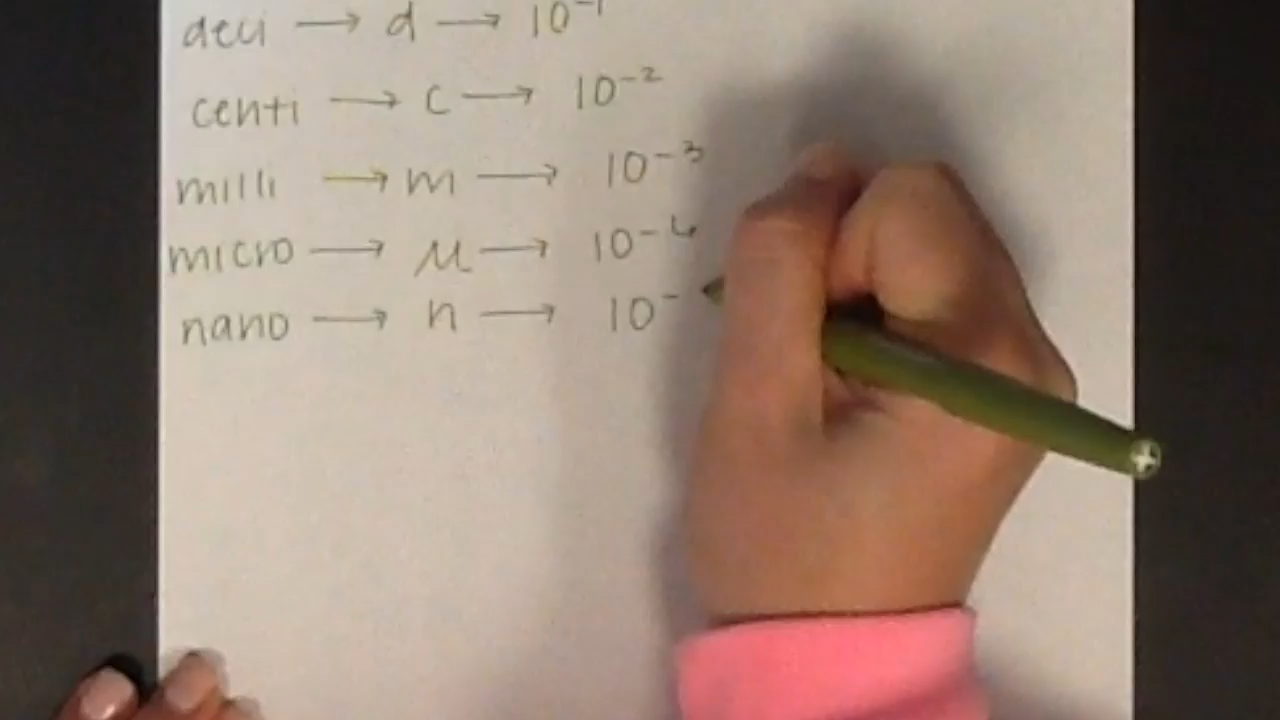 deci → d → 10⁻¹
centi → c → 10⁻²
milli → m → 10⁻³
micro → μ → 10⁻⁶
nano → n → 10⁻